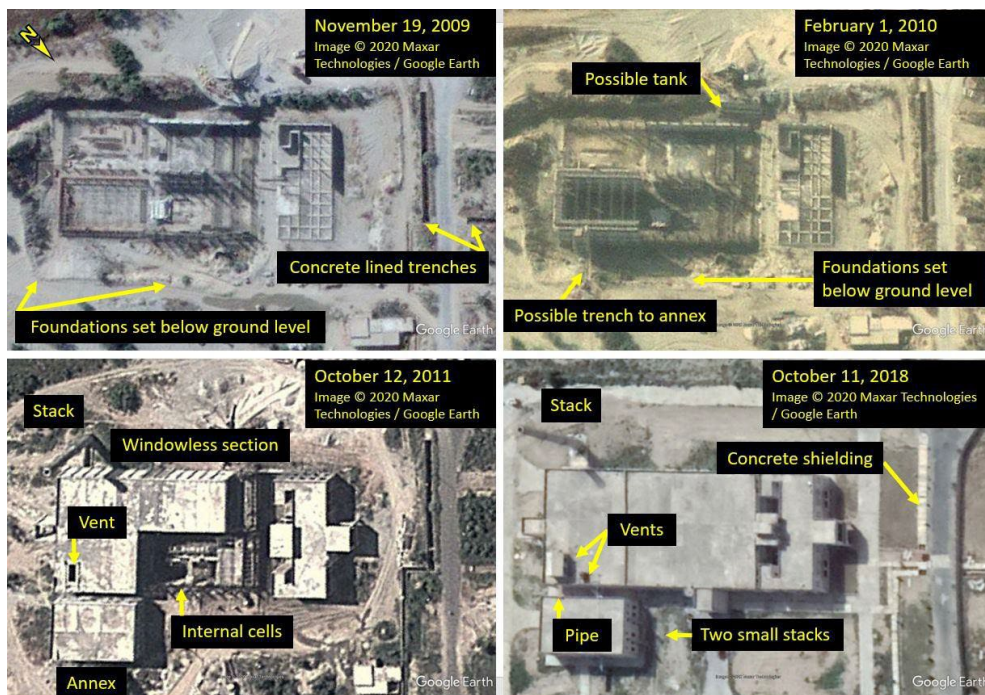 N
November 19, 2009
Image © 2020 Maxar
Technologies / Google Earth
Concrete lined trenches
Foundations set below ground level
Google Earth
February 1, 2010
Image © 2020 Maxar
Technologies / Google Earth
Possible tank
Foundations set
below ground level
Possible trench to annex
Google Earth
October 12, 2011
Image © 2020 Maxar
Technologies / Google Earth
Stack
Windowless section
Vent
Internal cells
Annex
Google Earth
October 11, 2018
Image © 2020 Maxar Technologies
/ Google Earth
Stack
Concrete shielding
Vents
Pipe
Two small stacks
Google Earth